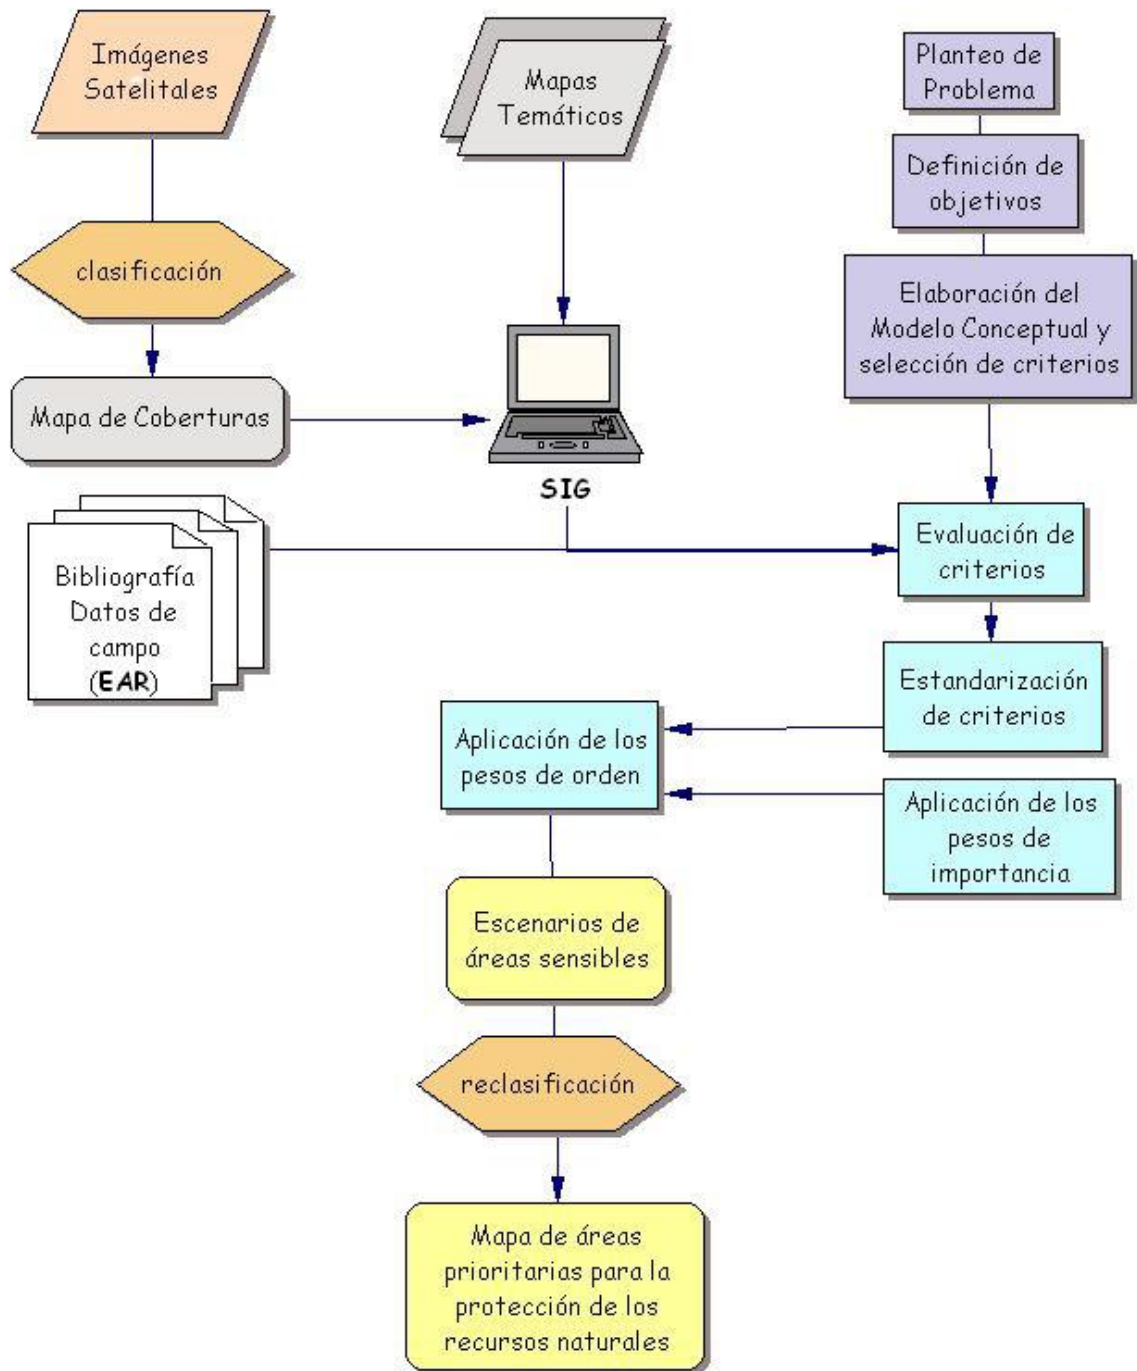 Imágenes
Satelitales
Mapas
Temáticos
Planteo de
Problema
Definición de
objetivos
clasificación
Elaboración del
Modelo Conceptual y
selección de criterios
Mapa de Coberturas
SIG
Bibliografía
Datos de
campo
(EAR)
Evaluación de
criterios
Estandarización
de criterios
Aplicación de los
pesos de orden
Aplicación de los
pesos de
importancia
Escenarios de
áreas sensibles
reclasificación
Mapa de áreas
prioritarias para la
protección de los
recursos naturales